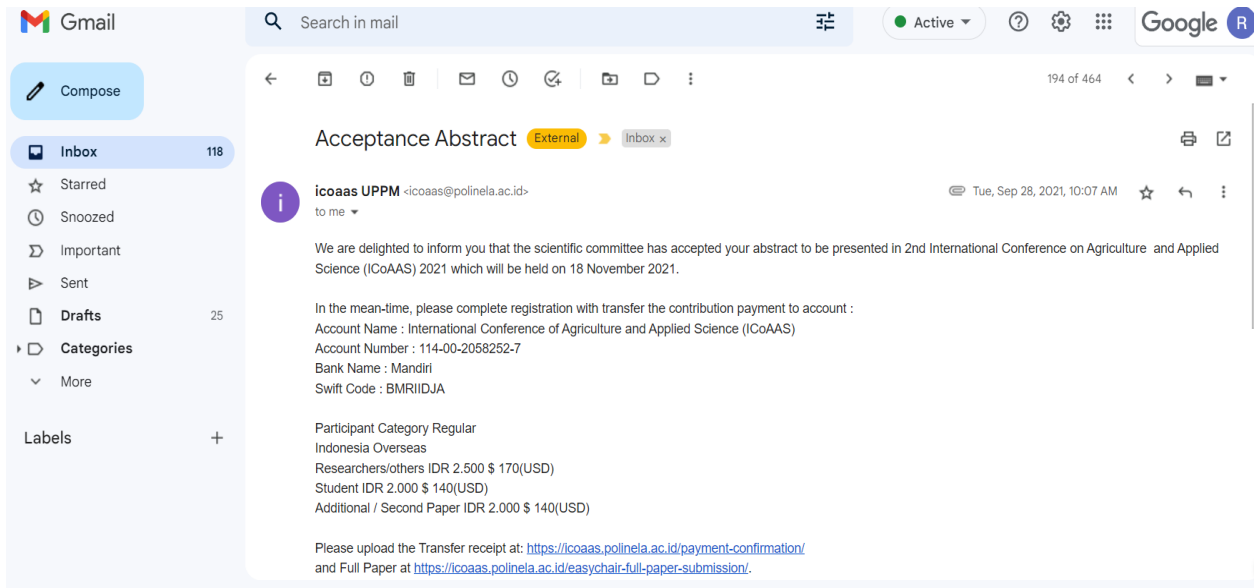 Gmail
Search in mail
Active
Google
R
Compose
194 of 464
Acceptance Abstract External Inbox x
Inbox 118
Starred
Snoozed
Important
Sent
Drafts 25
Categories
More
Labels
i
icoaas UPPM <icoaas@polinela.ac.id>
Tue, Sep 28, 2021, 10:07 AM
to me
We are delighted to inform you that the scientific committee has accepted your abstract to be presented in 2nd International Conference on Agriculture and Applied
Science (ICoAAS) 2021 which will be held on 18 November 2021.
In the mean-time, please complete registration with transfer the contribution payment to account :
Account Name : International Conference of Agriculture and Applied Science (ICoAAS)
Account Number : 114-00-2058252-7
Bank Name : Mandiri
Swift Code : BMRIIDJA
Participant Category Regular
Indonesia Overseas
Researchers/others IDR 2.500 $ 170(USD)
Student IDR 2.000 $ 140(USD)
Additional / Second Paper IDR 2.000 $ 140(USD)
Please upload the Transfer receipt at: https://icoaas.polinela.ac.id/payment-confirmation/
and Full Paper at https://icoaas.polinela.ac.id/easychair-full-paper-submission/.